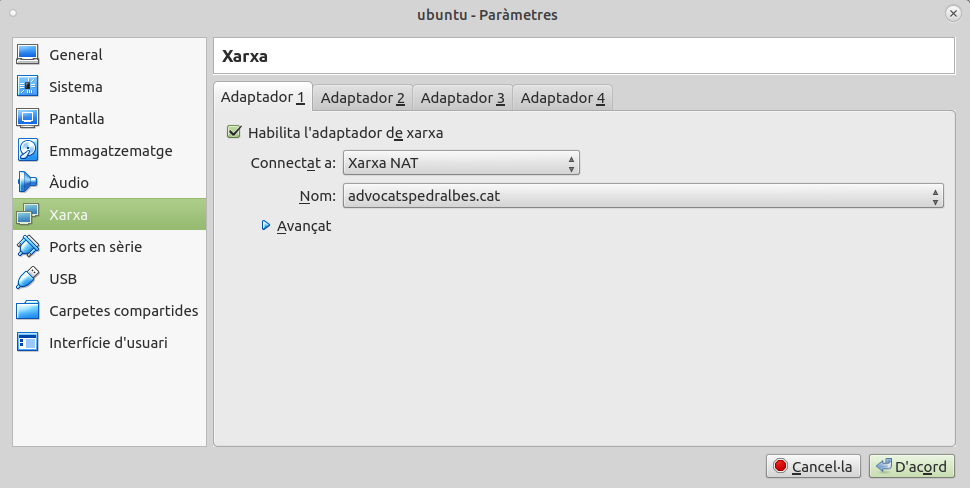 ubuntu - Paràmetres
General
Sistema
Pantalla
Emmagatzematge
Àudio
Xarxa
Ports en sèrie
USB
Carpetes compartides
Interfície d'usuari
Xarxa
Adaptador 1 Adaptador 2 Adaptador 3 Adaptador 4
Habilita l'adaptador de xarxa
Connectat a: Xarxa NAT
Nom: advocatspedralbes.cat
Avançat
Cancel·la D'acord